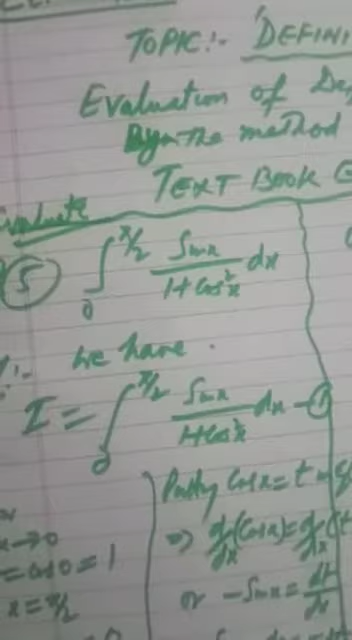 TOPIC:- 'DEFINI
Evaluation of De
By the method
TEXT BOOK E
Evaluate
5 ∫₀^{π/2} Sinx / 1+Cos²x dx
We have.
I = ∫₀^{π/2} Sinx / 1+Cos²x dx — 1
Putting Cosx = t
⇒ d/dx (Cosx) = d/dx (t
or -Sinx = dt/dx
x→0
= cos0 = 1
x = π/2